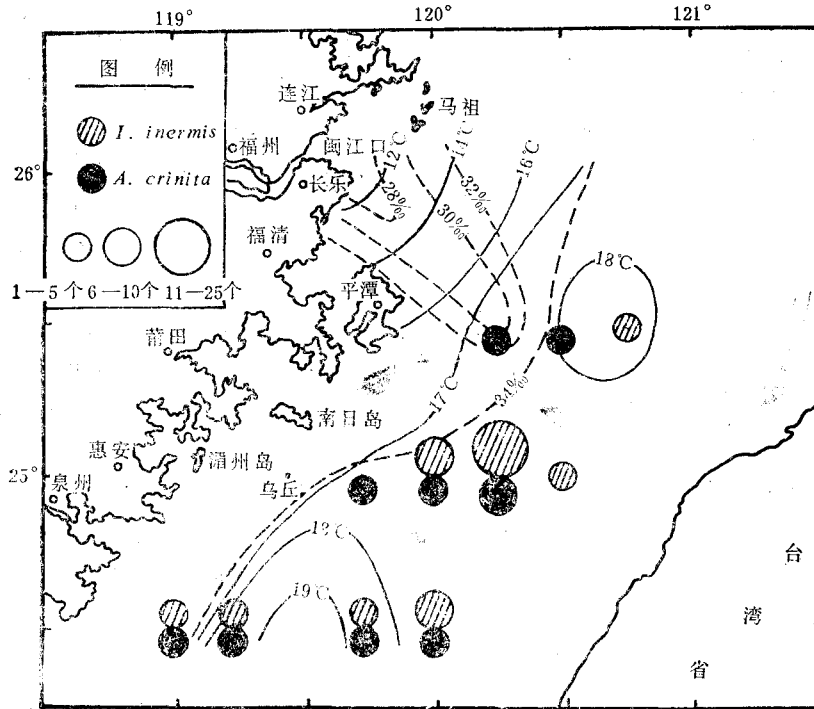 119°
120°
121°
图 例
I. inermis
A. crinita
1—5个 6—10个 11—25个
连江
马祖
福州
闽江口
长乐
福清
平潭
莆田
南日岛
惠安
湄州岛
泉州
乌丘
26°
25°
12℃
14℃
16℃
17℃
18℃
18℃
19℃
28‰
30‰
32‰
34‰
台
湾
省
119°
120°
121°